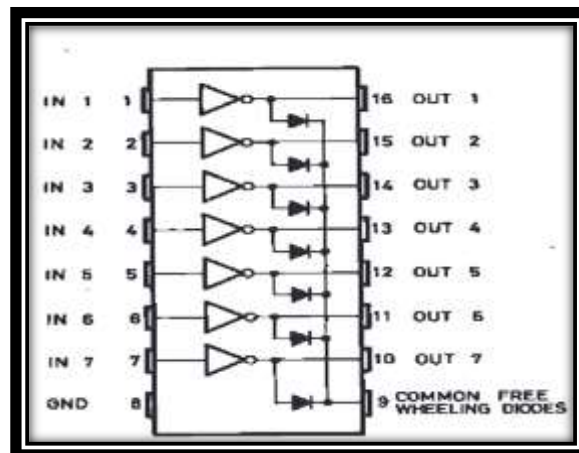 IN 1 1 16 OUT 1
IN 2 2 15 OUT 2
IN 3 3 14 OUT 3
IN 4 4 13 OUT 4
IN 5 5 12 OUT 5
IN 6 6 11 OUT 6
IN 7 7 10 OUT 7
GND 8 9 COMMON FREE
WHEELING DIODES